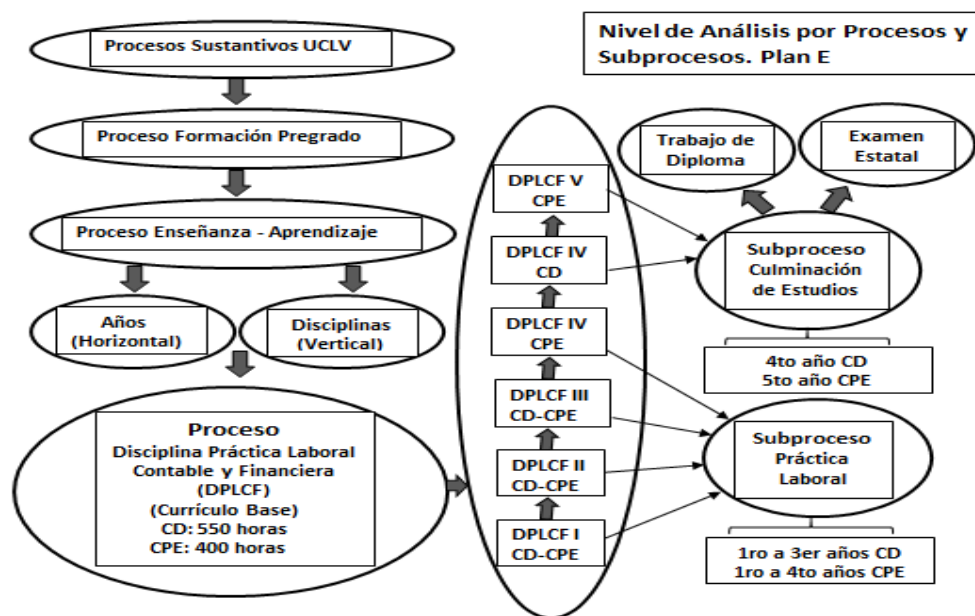 Nivel de Análisis por Procesos y
Subprocesos. Plan E
Procesos Sustantivos UCLV
Proceso Formación Pregrado
Proceso Enseñanza - Aprendizaje
Años
(Horizontal)
Disciplinas
(Vertical)
Proceso
Disciplina Práctica Laboral
Contable y Financiera
(DPLCF)
(Currículo Base)
CD: 550 horas
CPE: 400 horas
DPLCF V
CPE
DPLCF IV
CD
DPLCF IV
CPE
DPLCF III
CD-CPE
DPLCF II
CD-CPE
DPLCF I
CD-CPE
Trabajo de
Diploma
Examen
Estatal
Subproceso
Culminación
de Estudios
4to año CD
5to año CPE
Subproceso
Práctica
Laboral
1ro a 3er años CD
1ro a 4to años CPE